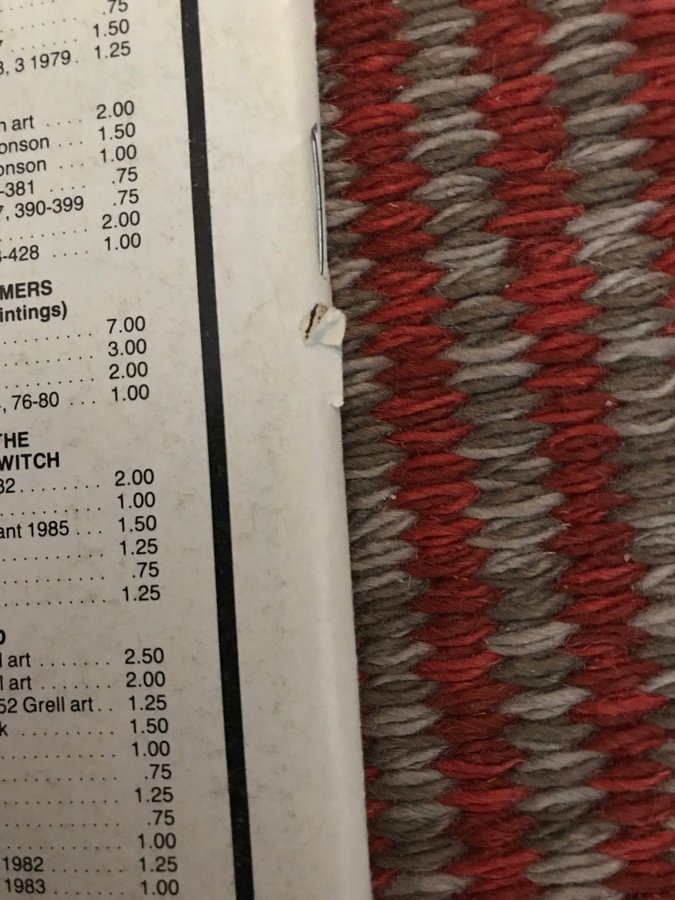 .75
1.50
3, 3 1979 . 1.25
art .... 2.00
onson ... 1.50
onson .... 1.00
-381 .... .75
7, 390-399 .75
.......... 2.00
-428 .... 1.00
MERS
intings)
.......... 7.00
.......... 3.00
.......... 2.00
, 76-80 ... 1.00
THE
WITCH
32 ........ 2.00
.......... 1.00
ant 1985 ... 1.50
.......... 1.25
.......... .75
.......... 1.25
art ....... 2.50
art ....... 2.00
52 Grell art .. 1.25
k ......... 1.50
.......... 1.00
.......... .75
.......... 1.25
.......... .75
.......... 1.00
1982 ..... 1.25
1983 ..... 1.00